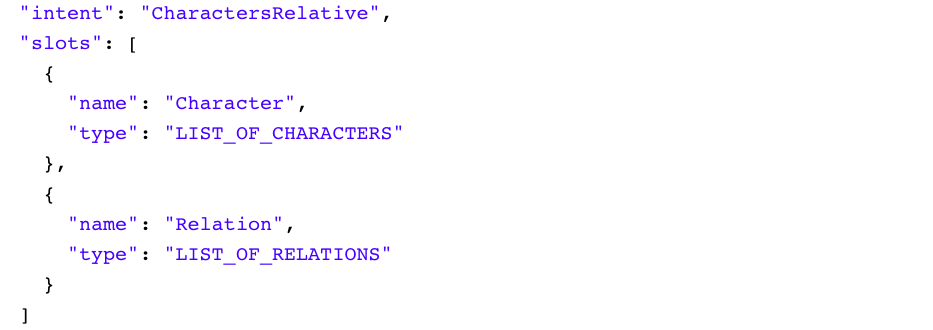 "intent": "CharactersRelative",
"slots": [
{
"name": "Character",
"type": "LIST_OF_CHARACTERS"
},
{
"name": "Relation",
"type": "LIST_OF_RELATIONS"
}
]